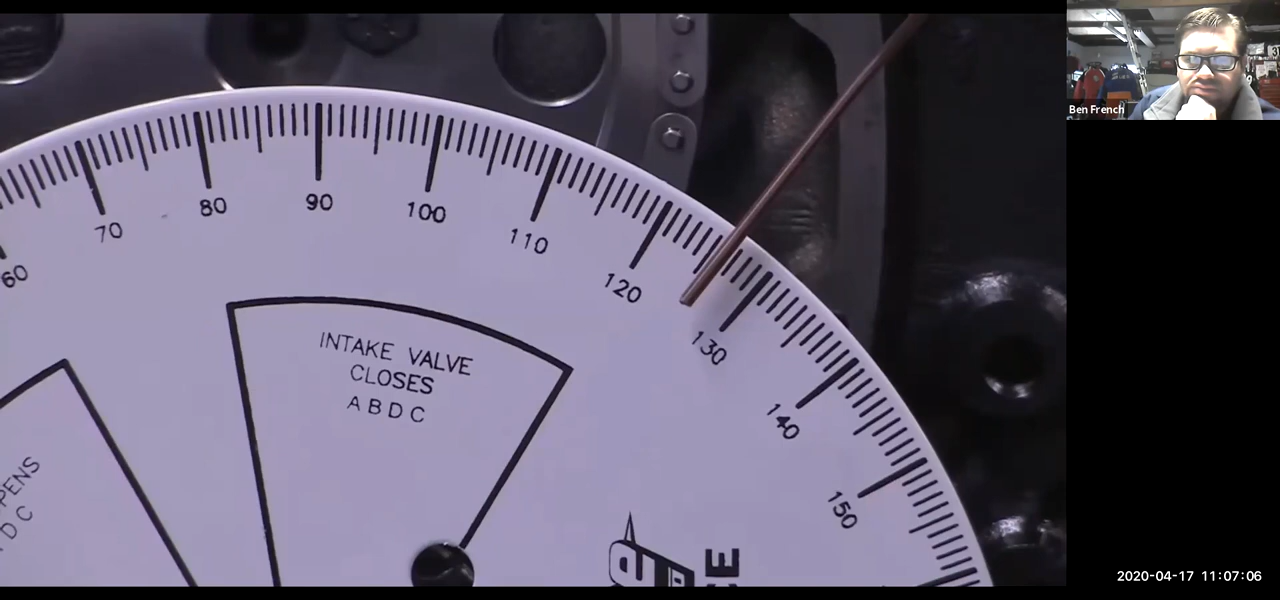 60
70
80
90
100
110
120
130
140
150
INTAKE VALVE
CLOSES
ABDC
Ben French
2020-04-17 11:07:06